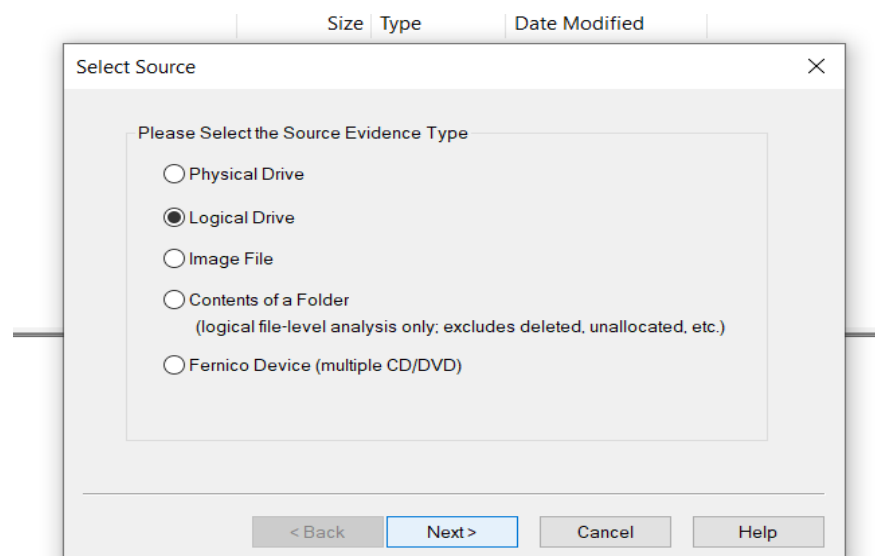 Size Type Date Modified
Select Source
Please Select the Source Evidence Type
Physical Drive
Logical Drive
Image File
Contents of a Folder
(logical file-level analysis only; excludes deleted, unallocated, etc.)
Fernico Device (multiple CD/DVD)
< Back Next > Cancel Help